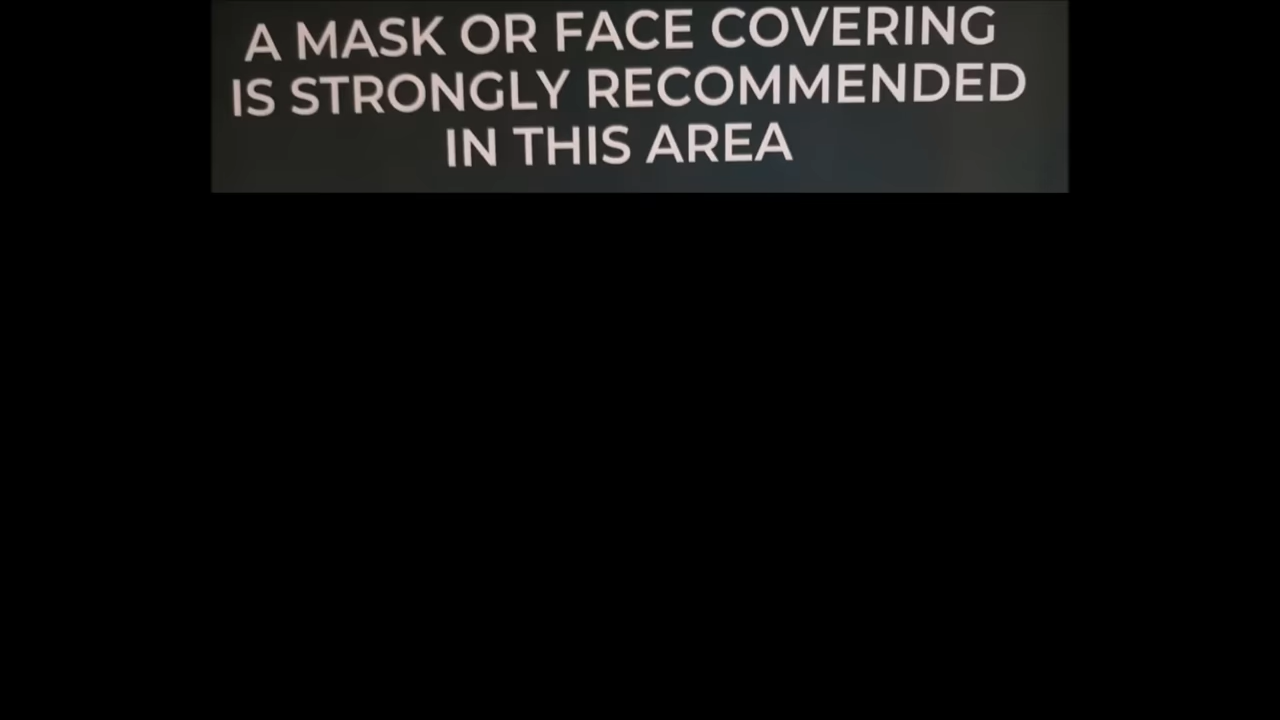 A MASK OR FACE COVERING
IS STRONGLY RECOMMENDED
IN THIS AREA